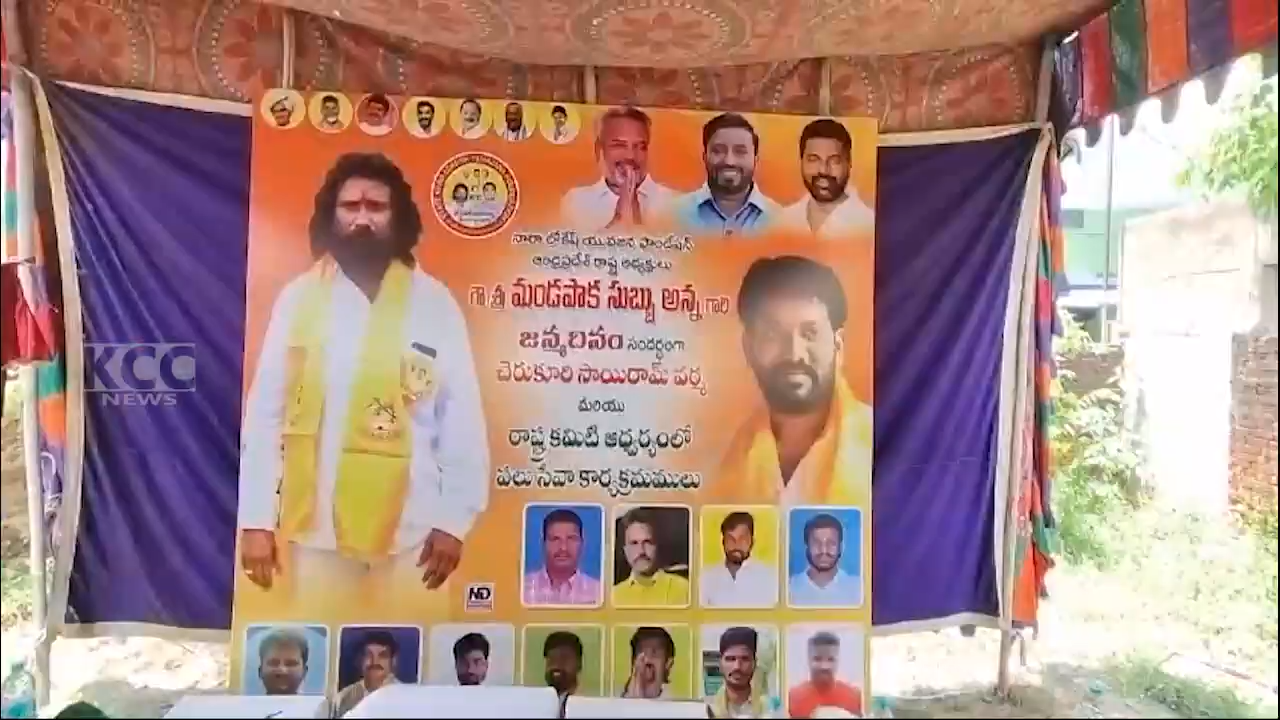 నారా లోకేష్ యువజన ఫౌండేషన్
ఆంధ్రప్రదేశ్ రాష్ట్ర అధ్యక్షులు
గౌ||శ్రీ మండపాక సుబ్బు అన్న గారి
జన్మదినం సందర్భంగా
చెరుకూరి సాయిరామ్ వర్మ
మరియు
రాష్ట్ర కమిటీ ఆధ్వర్యంలో
పలు సేవా కార్యక్రమములు
KCC
NEWS
ND